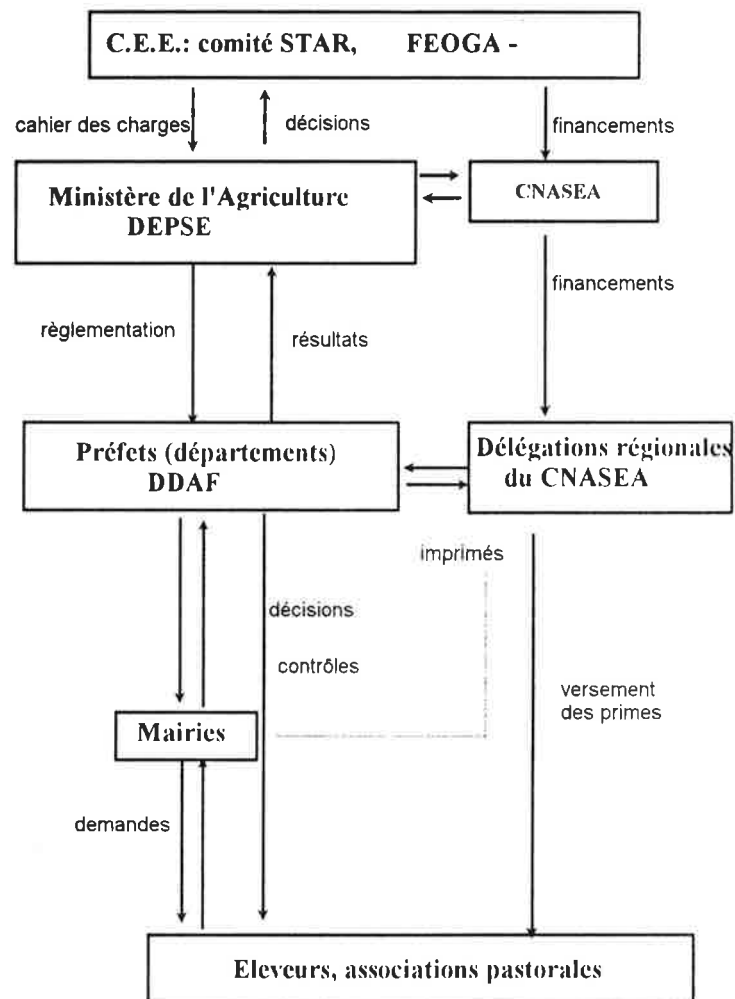 C.E.E.: comité STAR, FEOGA -
cahier des charges
décisions
financements
Ministère de l'Agriculture
DEPSE
CNASEA
financements
règlementation
résultats
Préfets (départements)
DDAF
Délégations régionales
du CNASEA
imprimés
décisions
contrôles
versement
des primes
Mairies
demandes
Eleveurs, associations pastorales